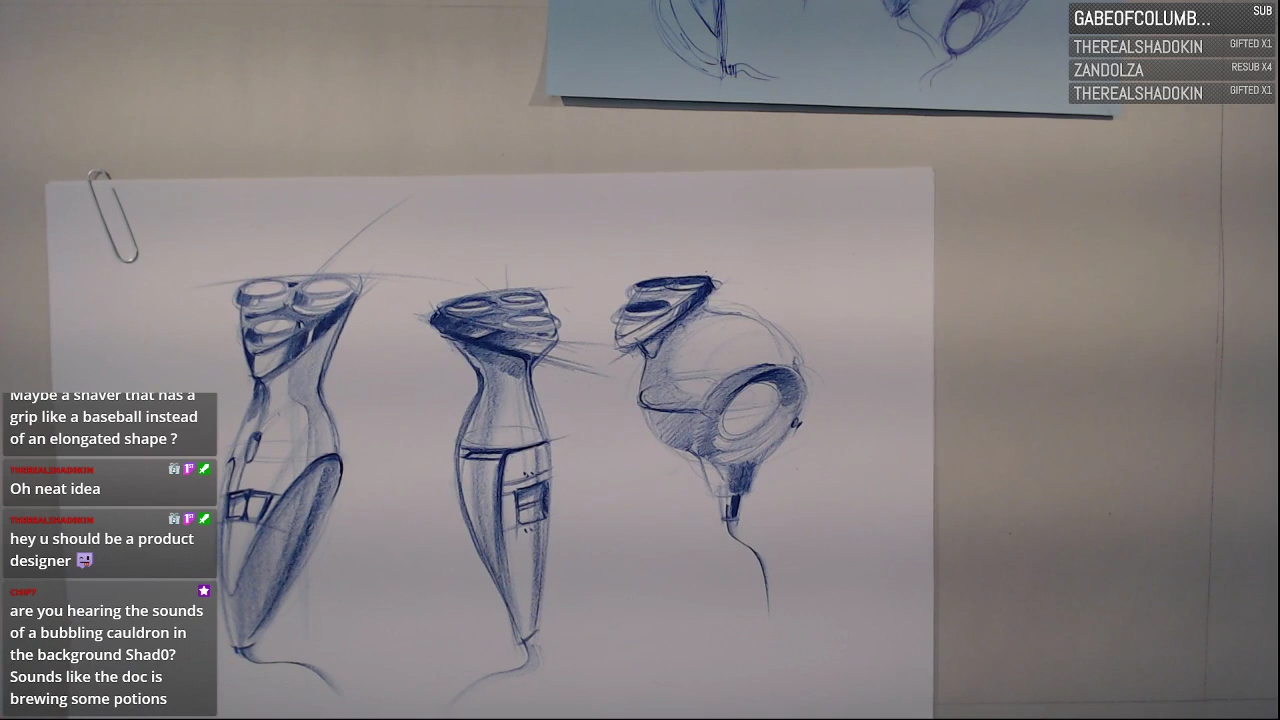 SUB
GABEOFCOLUMB...
THEREALSHADOKIN GIFTED X1
ZANDOLZA RESUB X4
THEREALSHADOKIN GIFTED X1
Maybe a shaver that has a
grip like a baseball instead
of an elongated shape ?
THEREALSHADOKIN
Oh neat idea
THEREALSHADOKIN
hey u should be a product
designer
are you hearing the sounds
of a bubbling cauldron in
the background Shad0?
Sounds like the doc is
brewing some potions